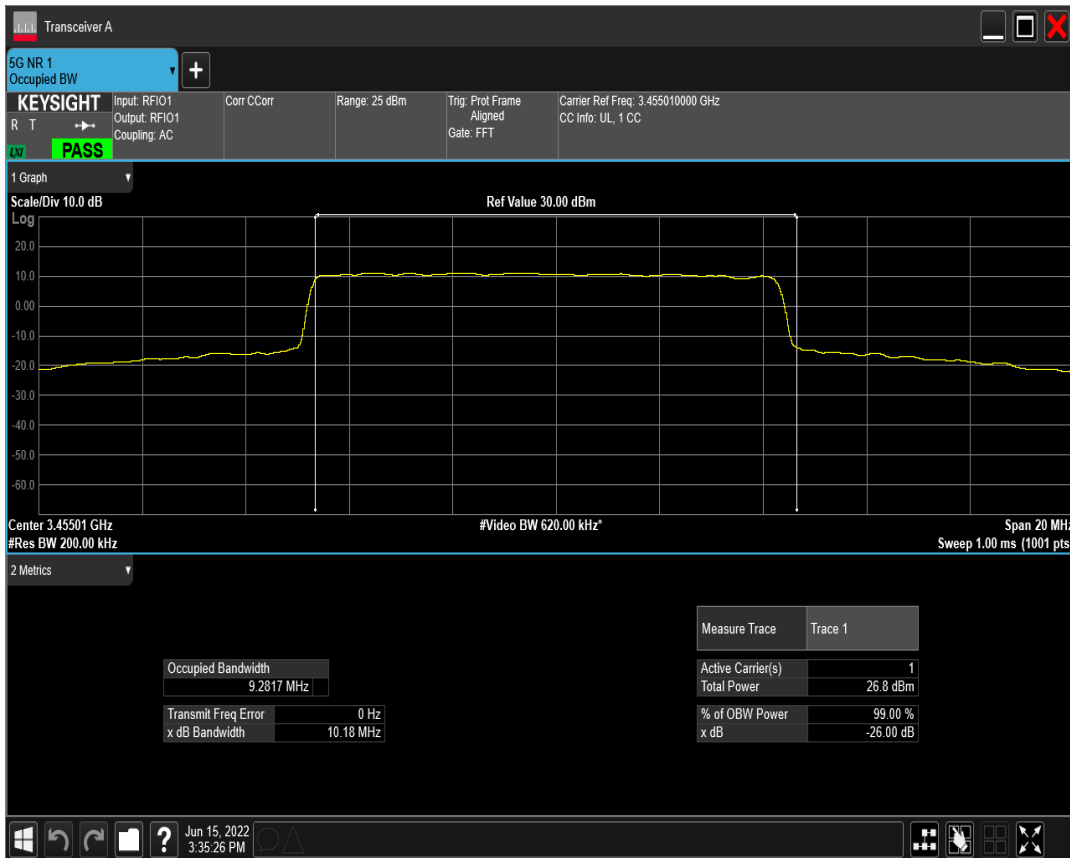 Transceiver A
5G NR 1
Occupied BW
KEYSIGHT
R T
LXI
PASS
Input: RFIO1
Output: RFIO1
Coupling: AC
Corr CCorr
Range: 25 dBm
Trig: Prot Frame
Aligned
Gate: FFT
Carrier Ref Freq: 3.455010000 GHz
CC Info: UL, 1 CC
1 Graph
Scale/Div 10.0 dB
Ref Value 30.00 dBm
Log
20.0
10.0
0.00
-10.0
-20.0
-30.0
-40.0
-50.0
-60.0
Center 3.45501 GHz
#Video BW 620.00 kHz*
Span 20 MHz
#Res BW 200.00 kHz
Sweep 1.00 ms (1001 pts
2 Metrics
Measure Trace Trace 1
Occupied Bandwidth
9.2817 MHz
Active Carrier(s) 1
Total Power 26.8 dBm
Transmit Freq Error 0 Hz
x dB Bandwidth 10.18 MHz
% of OBW Power 99.00 %
x dB -26.00 dB
?
Jun 15, 2022
3:35:26 PM